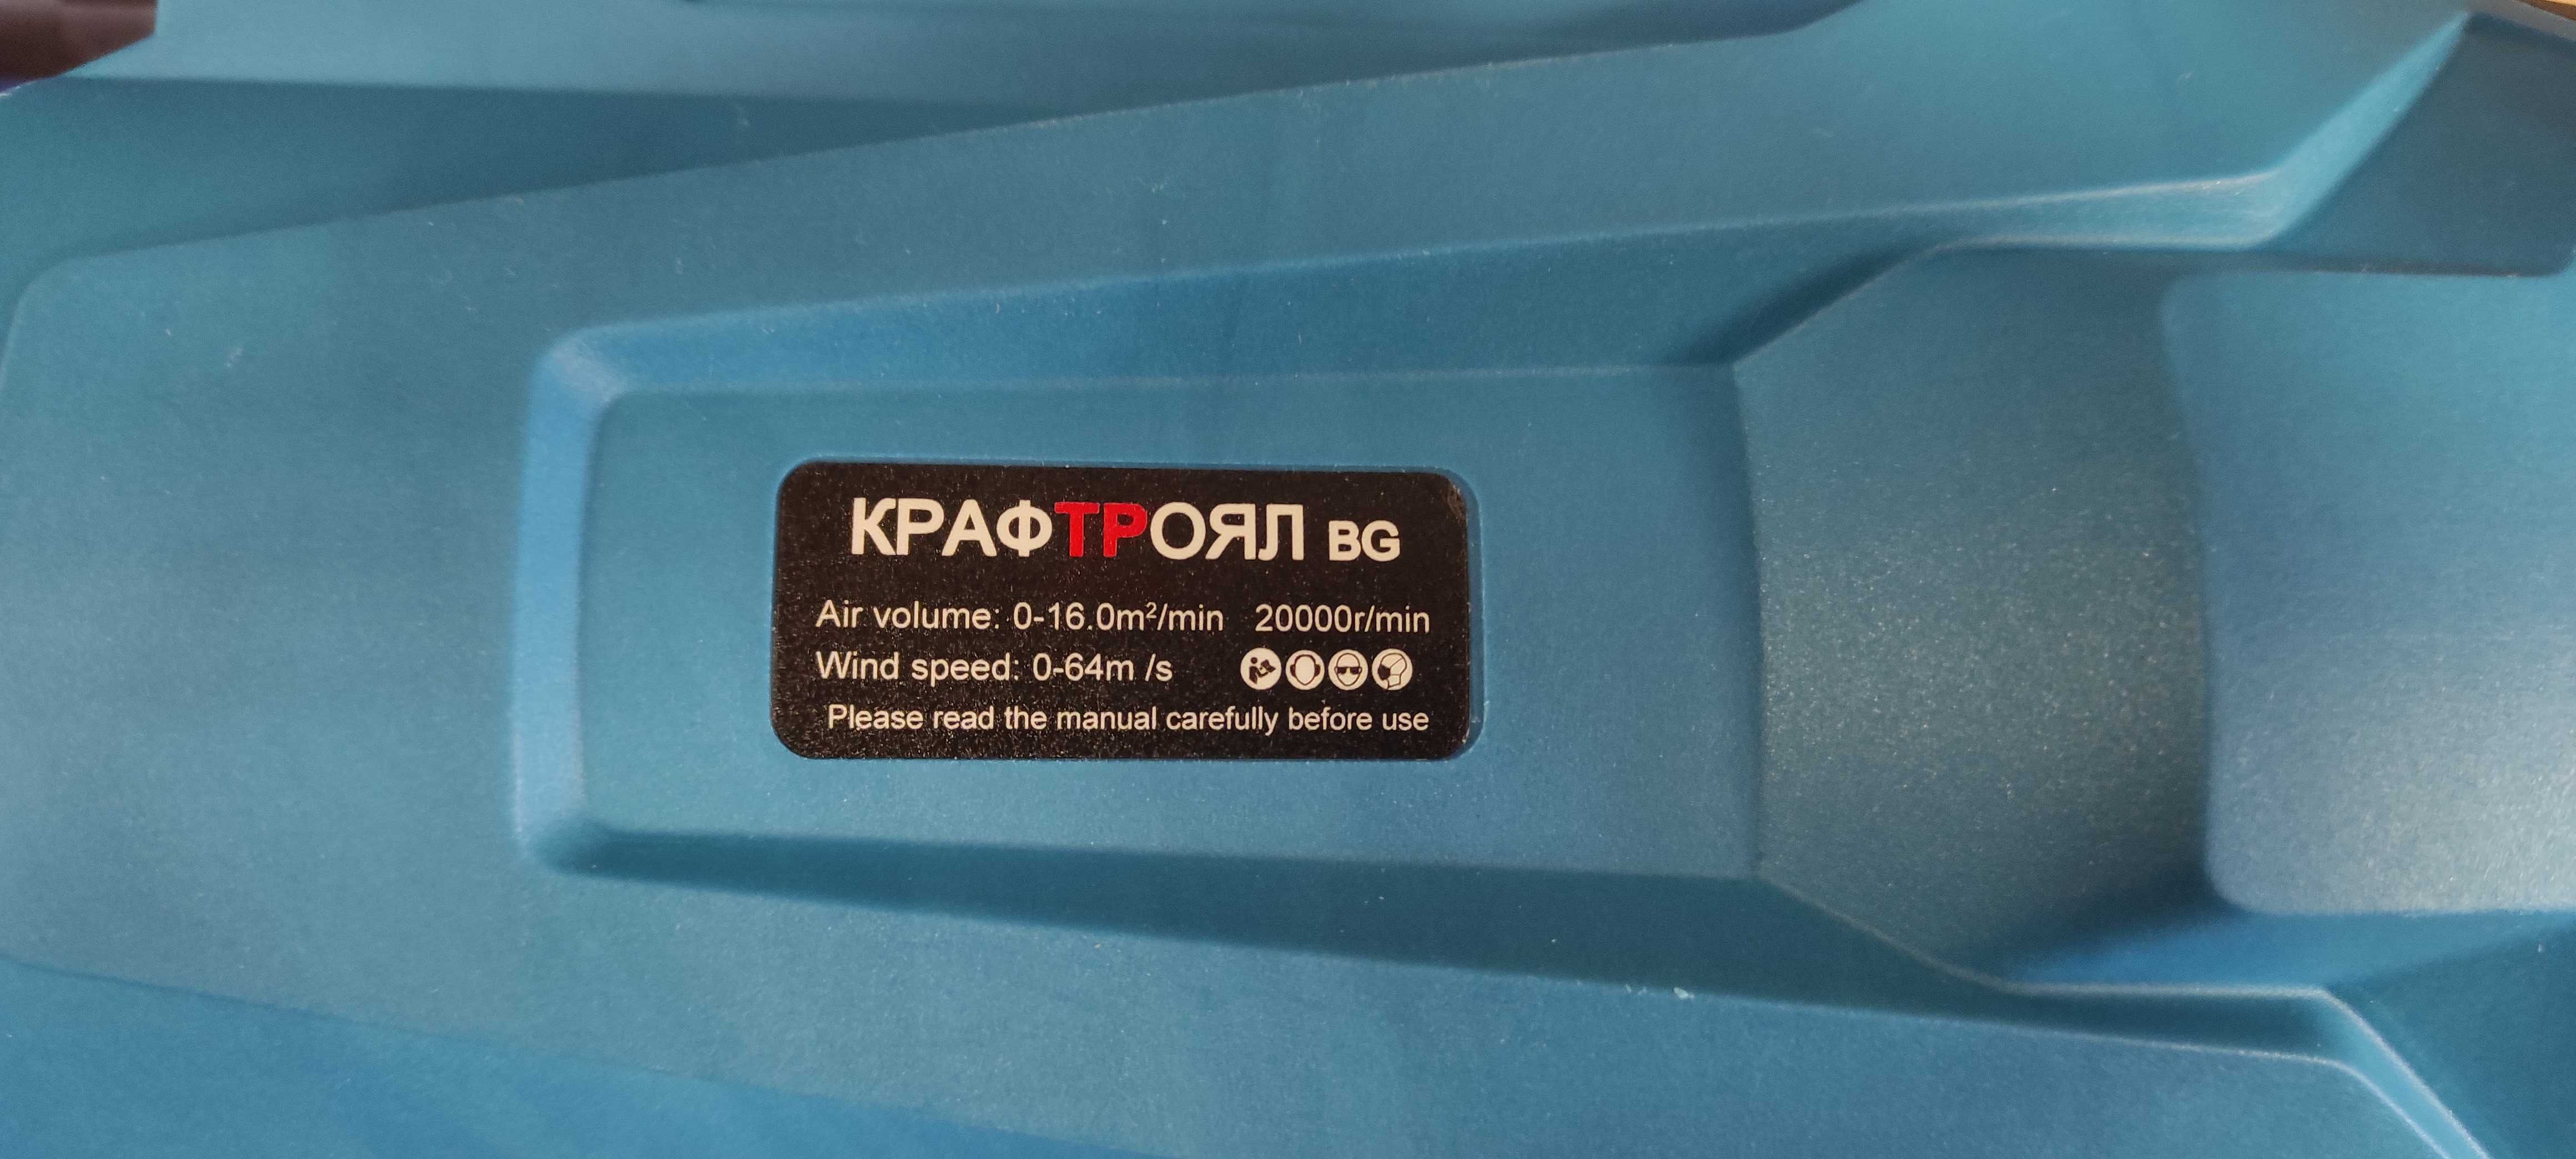 КРАФТРОЯЛ BG
Air volume: 0-16.0m²/min 20000r/min
Wind speed: 0-64m /s
Please read the manual carefully before use